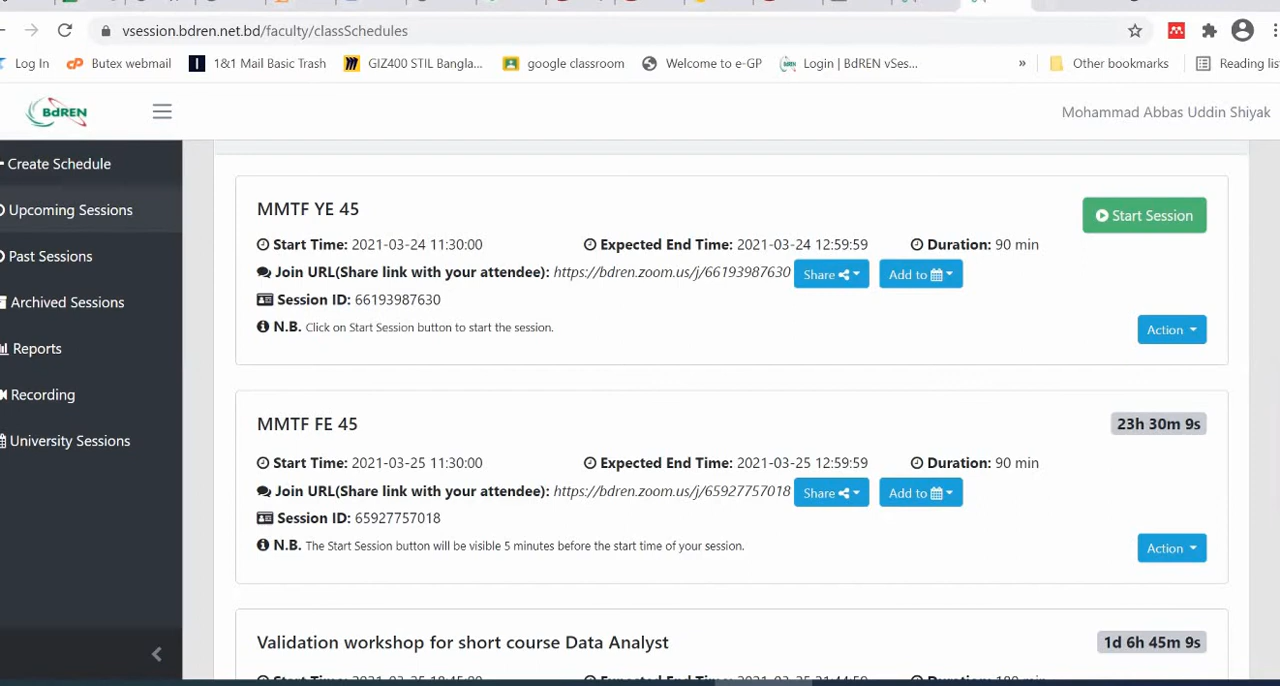 vsession.bdren.net.bd/faculty/classSchedules
Log In Butex webmail 1&1 Mail Basic Trash GIZ400 STIL Bangla... google classroom Welcome to e-GP Login | BdREN vSes... » Other bookmarks Reading list
BdREN Mohammad Abbas Uddin Shiyak
Create Schedule
Upcoming Sessions
Past Sessions
Archived Sessions
Reports
Recording
University Sessions
MMTF YE 45 Start Session
Start Time: 2021-03-24 11:30:00 Expected End Time: 2021-03-24 12:59:59 Duration: 90 min
Join URL(Share link with your attendee): https://bdren.zoom.us/j/66193987630 Share Add to
Session ID: 66193987630
N.B. Click on Start Session button to start the session.
Action
MMTF FE 45 23h 30m 9s
Start Time: 2021-03-25 11:30:00 Expected End Time: 2021-03-25 12:59:59 Duration: 90 min
Join URL(Share link with your attendee): https://bdren.zoom.us/j/65927757018 Share Add to
Session ID: 65927757018
N.B. The Start Session button will be visible 5 minutes before the start time of your session.
Action
Validation workshop for short course Data Analyst 1d 6h 45m 9s